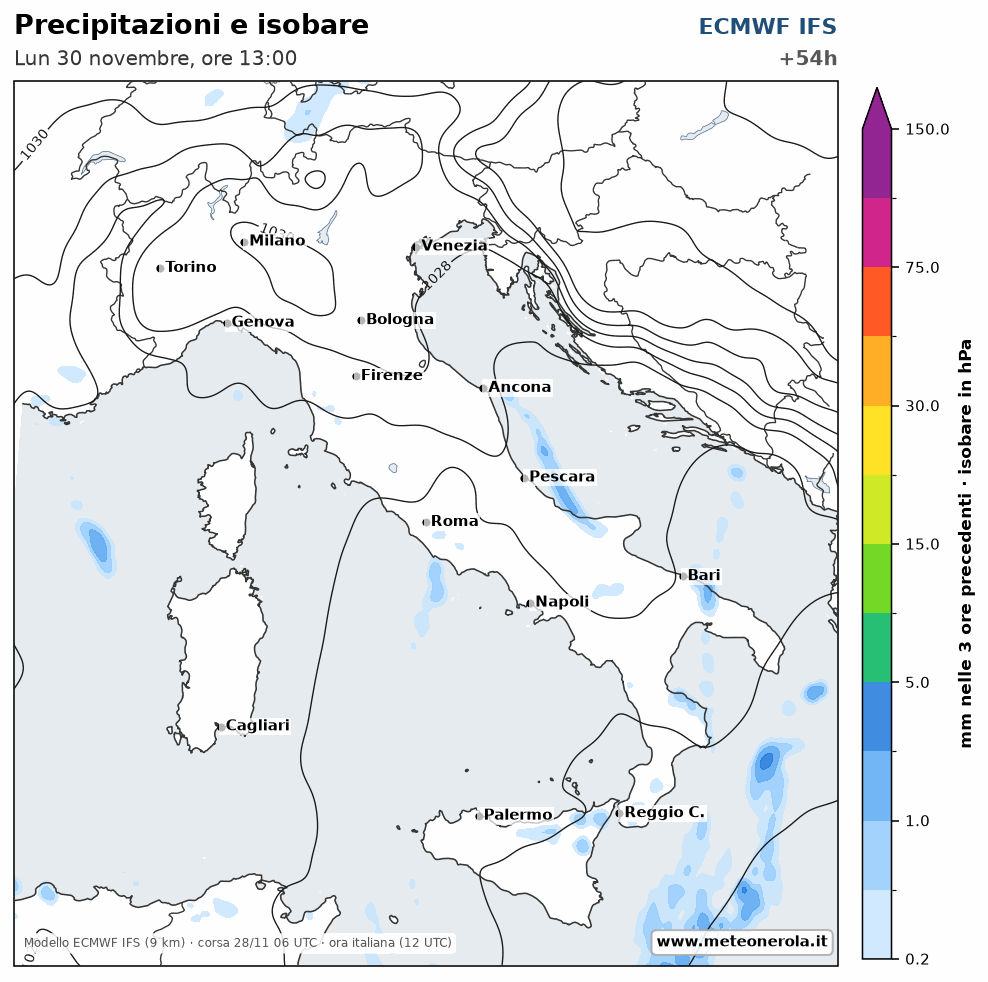 Precipitazioni e isobare
ECMWF IFS
Lun 30 novembre, ore 13:00
+54h
1030
Milano
Venezia
Torino
1028
Genova
Bologna
Firenze
Ancona
Pescara
Roma
Bari
Napoli
Cagliari
Palermo
Reggio C.
Modello ECMWF IFS (9 km) · corsa 28/11 06 UTC · ora italiana (12 UTC)
www.meteonerola.it
150.0
75.0
30.0
15.0
5.0
1.0
0.2
mm nelle 3 ore precedenti · isobare in hPa